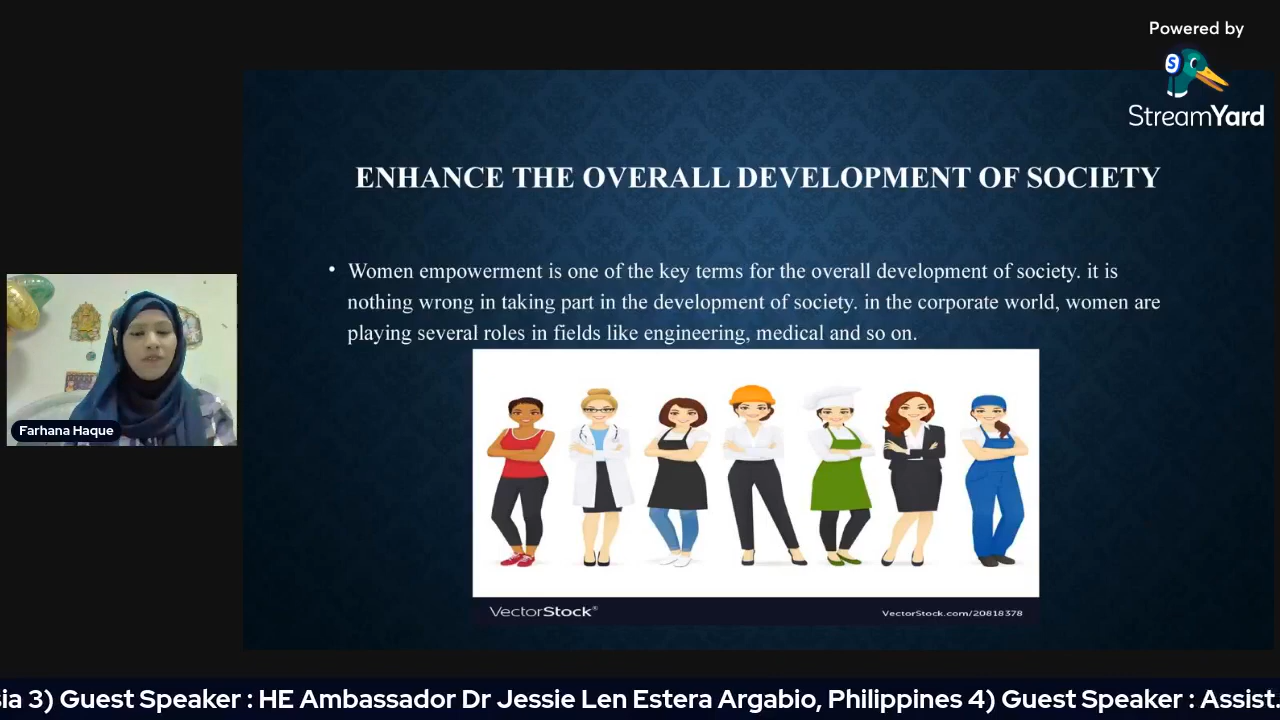 Powered by
StreamYard
ENHANCE THE OVERALL DEVELOPMENT OF SOCIETY
• Women empowerment is one of the key terms for the overall development of society. it is
nothing wrong in taking part in the development of society. in the corporate world, women are
playing several roles in fields like engineering, medical and so on.
Farhana Haque
VectorStock®
VectorStock.com/20818378
sia 3) Guest Speaker : HE Ambassador Dr Jessie Len Estera Argabio, Philippines 4) Guest Speaker : Assist.